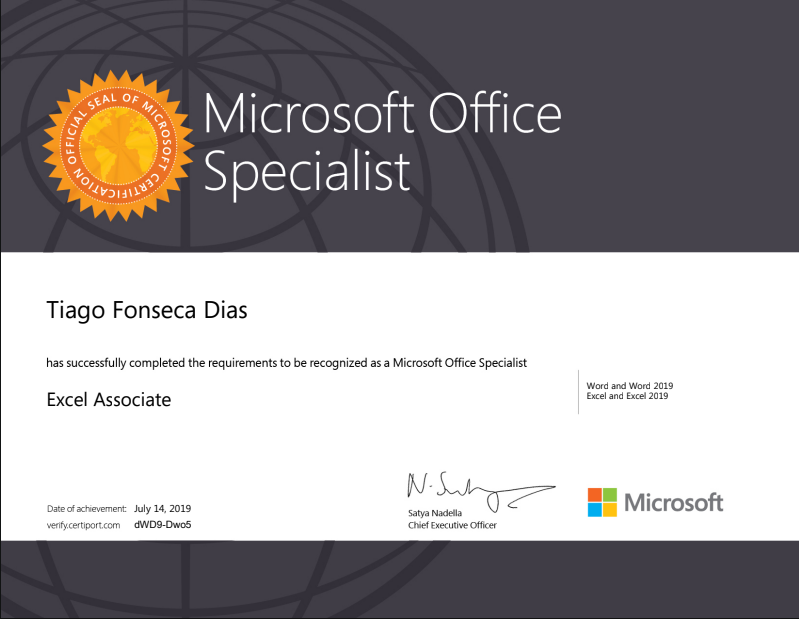 OFFICIAL SEAL OF MICROSOFT CERTIFICATION
Microsoft Office
Specialist
Tiago Fonseca Dias
has successfully completed the requirements to be recognized as a Microsoft Office Specialist
Excel Associate
Word and Word 2019
Excel and Excel 2019
Date of achievement: July 14, 2019
verify.certiport.com dWD9-Dwo5
Satya Nadella
Chief Executive Officer
Microsoft